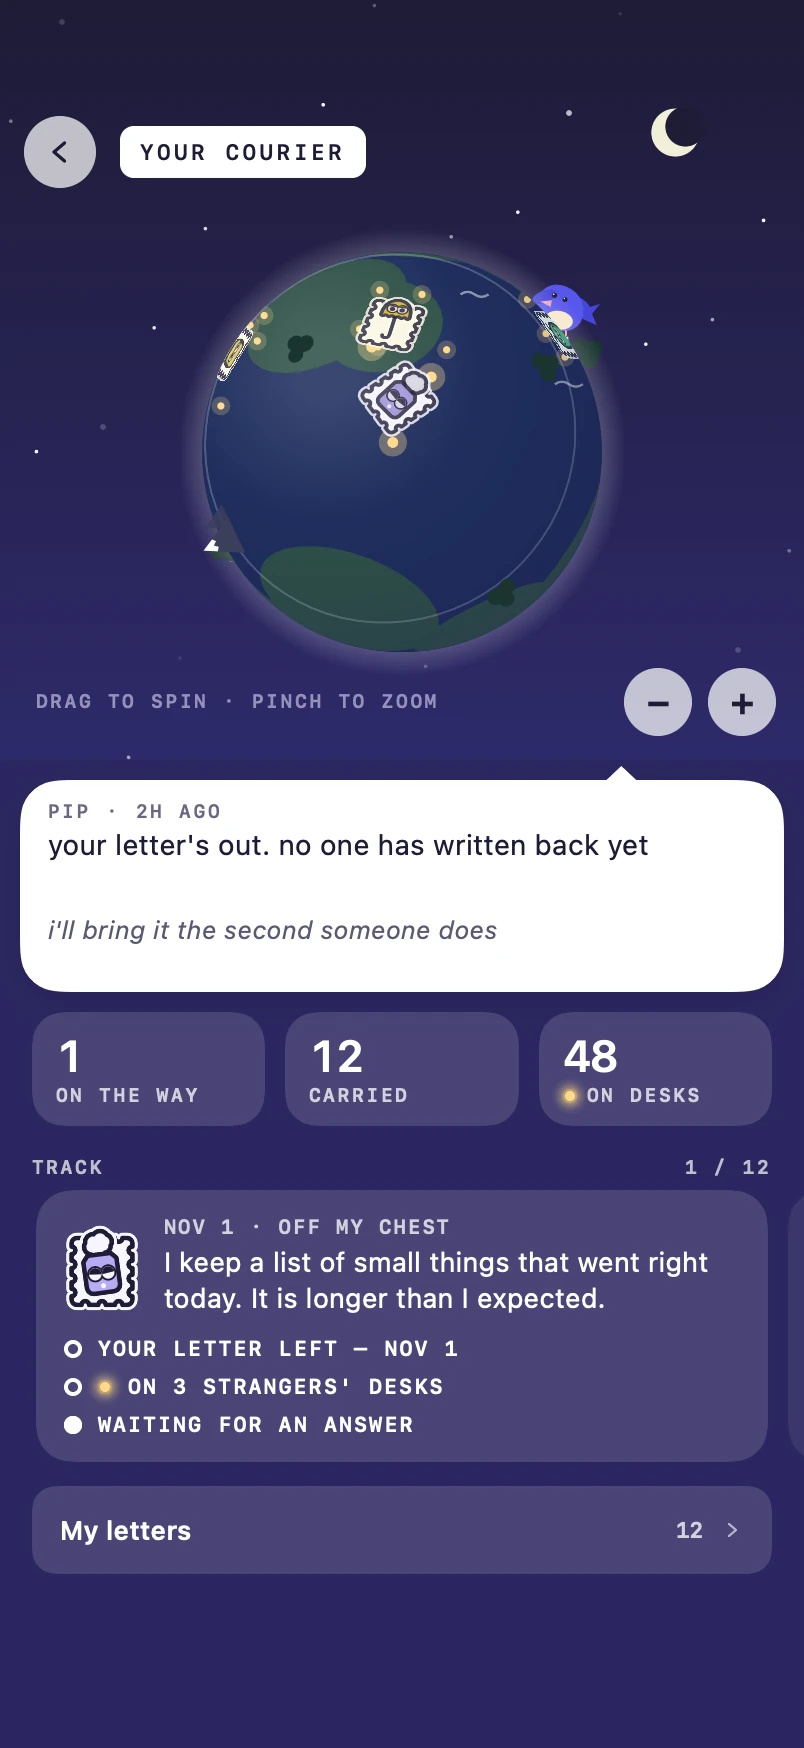 YOUR COURIER
DRAG TO SPIN · PINCH TO ZOOM
PIP · 2H AGO
your letter's out. no one has written back yet
i'll bring it the second someone does
1
ON THE WAY
12
CARRIED
48
ON DESKS
TRACK
1 / 12
NOV 1 · OFF MY CHEST
I keep a list of small things that went right
today. It is longer than I expected.
YOUR LETTER LEFT — NOV 1
ON 3 STRANGERS' DESKS
WAITING FOR AN ANSWER
My letters
12